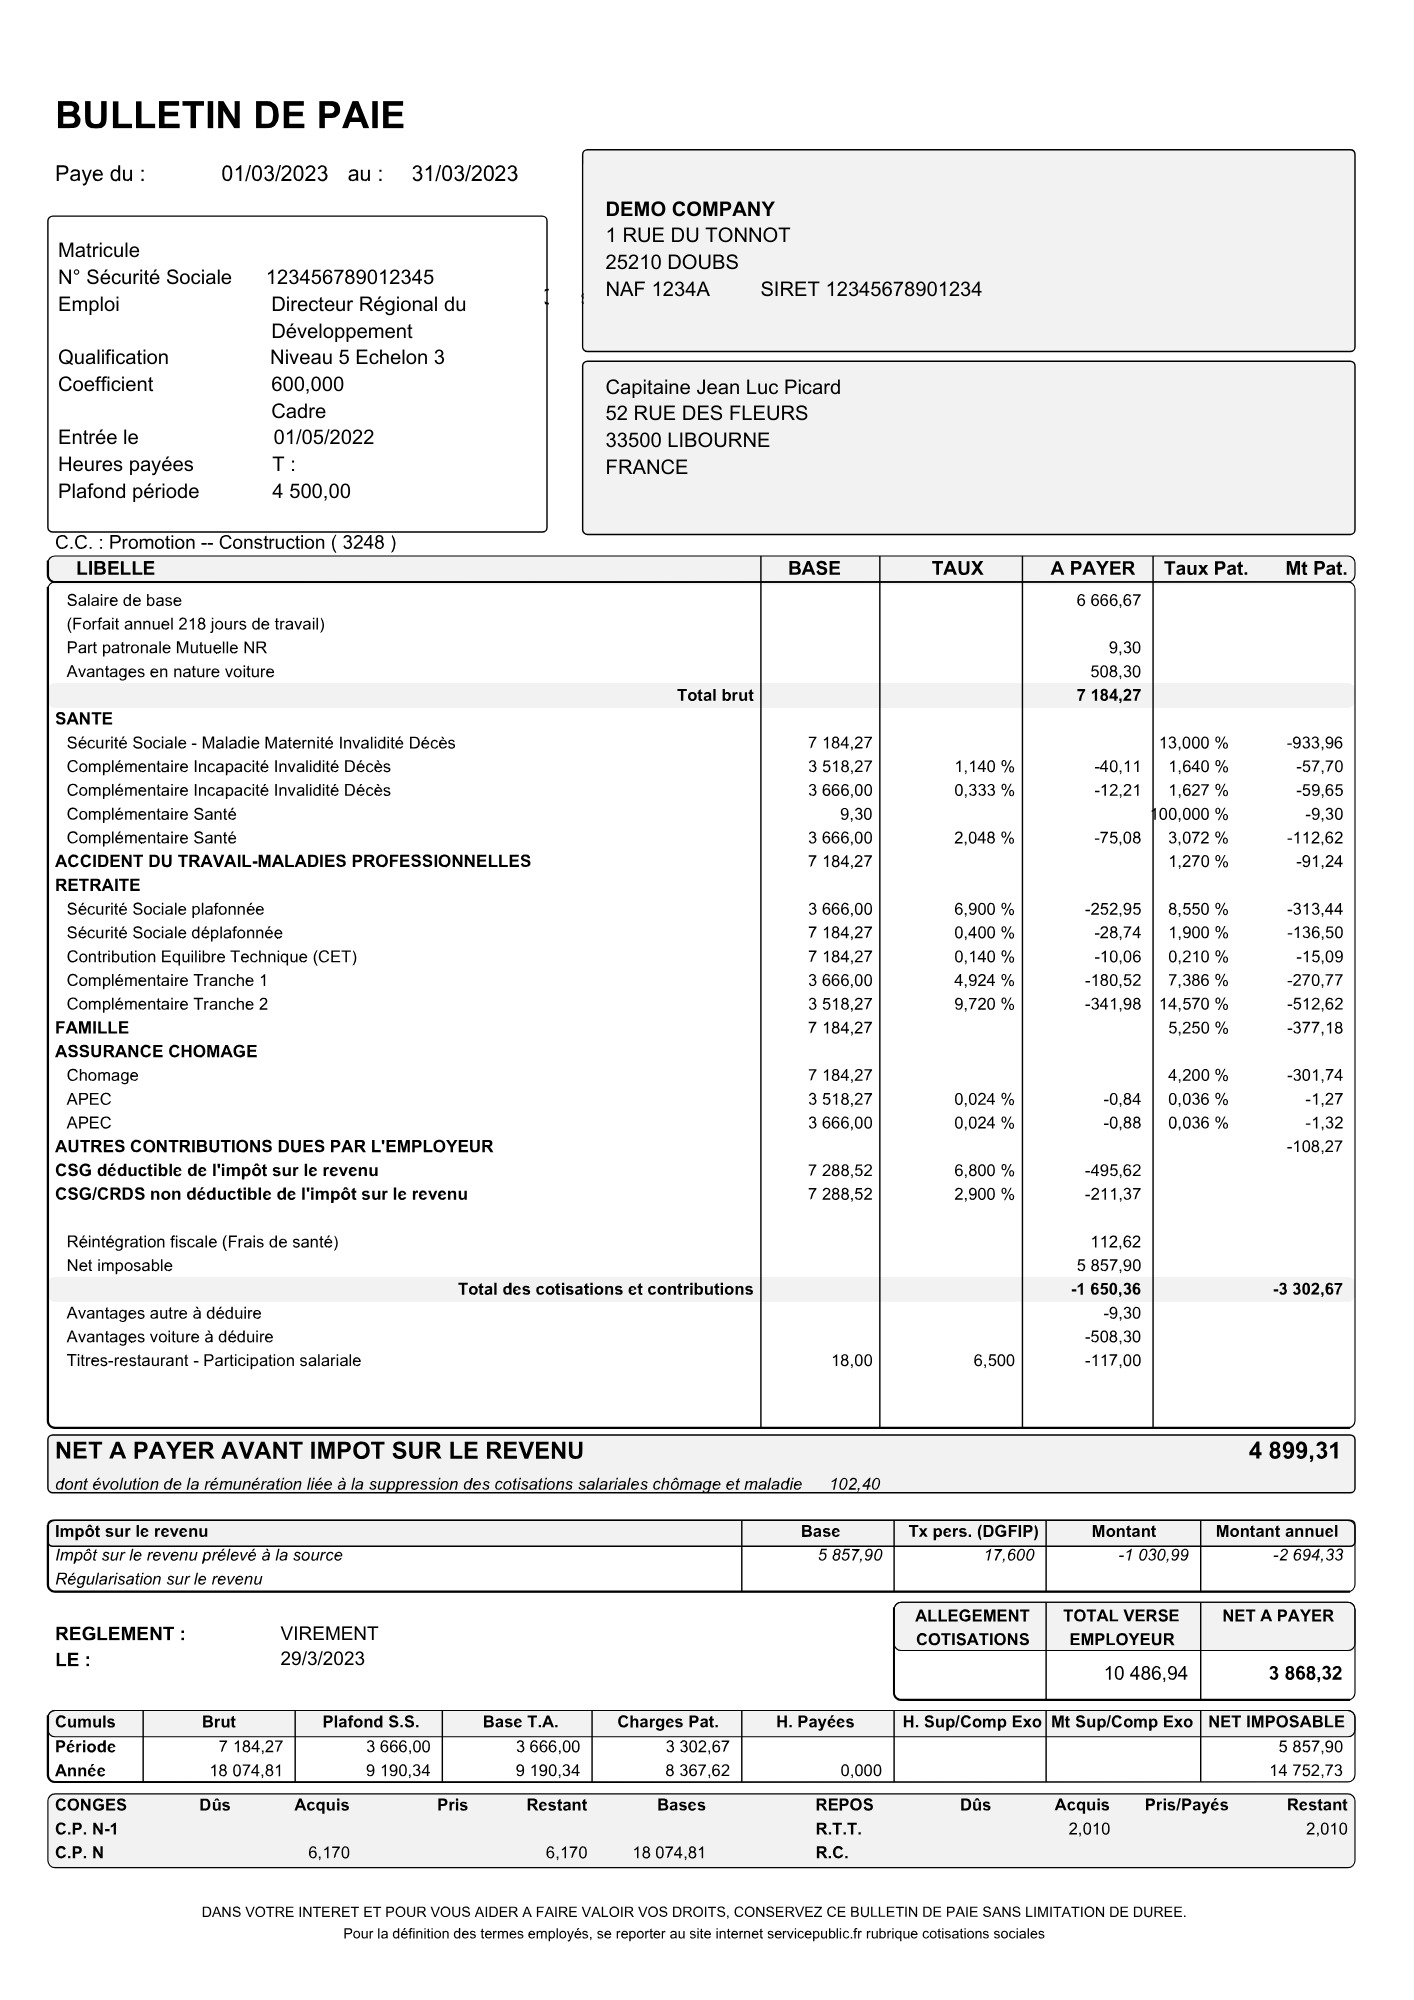 BULLETIN DE PAIE
Paye du : 01/03/2023 au : 31/03/2023
DEMO COMPANY
1 RUE DU TONNOT
25210 DOUBS
NAF 1234A SIRET 12345678901234
Matricule
N° Sécurité Sociale 123456789012345
Emploi Directeur Régional du
Développement
Qualification Niveau 5 Echelon 3
Coefficient 600,000
Cadre
Entrée le 01/05/2022
Heures payées T :
Plafond période 4 500,00
Capitaine Jean Luc Picard
52 RUE DES FLEURS
33500 LIBOURNE
FRANCE
C.C. : Promotion -- Construction ( 3248 )
LIBELLE BASE TAUX A PAYER Taux Pat. Mt Pat.
Salaire de base 6 666,67
(Forfait annuel 218 jours de travail)
Part patronale Mutuelle NR 9,30
Avantages en nature voiture 508,30
Total brut 7 184,27
SANTE
Sécurité Sociale - Maladie Maternité Invalidité Décès 7 184,27 13,000 % -933,96
Complémentaire Incapacité Invalidité Décès 3 518,27 1,140 % -40,11 1,640 % -57,70
Complémentaire Incapacité Invalidité Décès 3 666,00 0,333 % -12,21 1,627 % -59,65
Complémentaire Santé 9,30 100,000 % -9,30
Complémentaire Santé 3 666,00 2,048 % -75,08 3,072 % -112,62
ACCIDENT DU TRAVAIL-MALADIES PROFESSIONNELLES 7 184,27 1,270 % -91,24
RETRAITE
Sécurité Sociale plafonnée 3 666,00 6,900 % -252,95 8,550 % -313,44
Sécurité Sociale déplafonnée 7 184,27 0,400 % -28,74 1,900 % -136,50
Contribution Equilibre Technique (CET) 7 184,27 0,140 % -10,06 0,210 % -15,09
Complémentaire Tranche 1 3 666,00 4,924 % -180,52 7,386 % -270,77
Complémentaire Tranche 2 3 518,27 9,720 % -341,98 14,570 % -512,62
FAMILLE 7 184,27 5,250 % -377,18
ASSURANCE CHOMAGE
Chomage 7 184,27 4,200 % -301,74
APEC 3 518,27 0,024 % -0,84 0,036 % -1,27
APEC 3 666,00 0,024 % -0,88 0,036 % -1,32
AUTRES CONTRIBUTIONS DUES PAR L'EMPLOYEUR -108,27
CSG déductible de l'impôt sur le revenu 7 288,52 6,800 % -495,62
CSG/CRDS non déductible de l'impôt sur le revenu 7 288,52 2,900 % -211,37
Réintégration fiscale (Frais de santé) 112,62
Net imposable 5 857,90
Total des cotisations et contributions -1 650,36 -3 302,67
Avantages autre à déduire -9,30
Avantages voiture à déduire -508,30
Titres-restaurant - Participation salariale 18,00 6,500 -117,00
NET A PAYER AVANT IMPOT SUR LE REVENU 4 899,31
dont évolution de la rémunération liée à la suppression des cotisations salariales chômage et maladie 102,40
Impôt sur le revenu Base Tx pers. (DGFIP) Montant Montant annuel
Impôt sur le revenu prélevé à la source 5 857,90 17,600 -1 030,99 -2 694,33
Régularisation sur le revenu
REGLEMENT : VIREMENT
LE : 29/3/2023
ALLEGEMENT TOTAL VERSE NET A PAYER
COTISATIONS EMPLOYEUR
10 486,94 3 868,32
Cumuls Brut Plafond S.S. Base T.A. Charges Pat. H. Payées H. Sup/Comp Exo Mt Sup/Comp Exo NET IMPOSABLE
Période 7 184,27 3 666,00 3 666,00 3 302,67 5 857,90
Année 18 074,81 9 190,34 9 190,34 8 367,62 0,000 14 752,73
CONGES Dûs Acquis Pris Restant Bases REPOS Dûs Acquis Pris/Payés Restant
C.P. N-1 R.T.T. 2,010 2,010
C.P. N 6,170 6,170 18 074,81 R.C.
DANS VOTRE INTERET ET POUR VOUS AIDER A FAIRE VALOIR VOS DROITS, CONSERVEZ CE BULLETIN DE PAIE SANS LIMITATION DE DUREE.
Pour la définition des termes employés, se reporter au site internet servicepublic.fr rubrique cotisations sociales